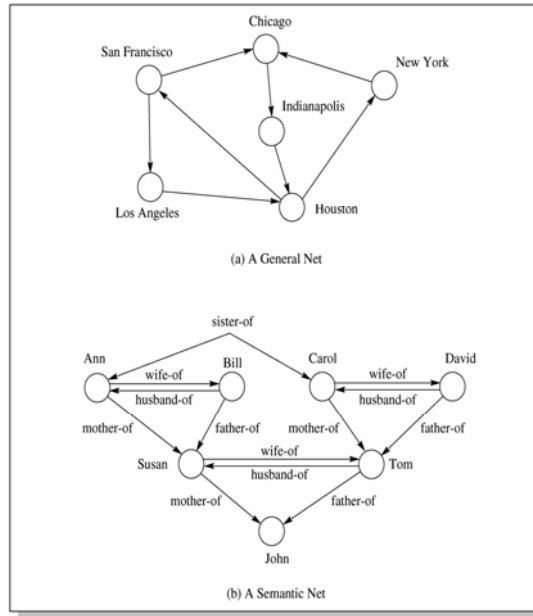 Chicago
San Francisco
New York
Indianapolis
Los Angeles
Houston
(a) A General Net
sister-of
Ann Bill Carol David
wife-of wife-of
husband-of husband-of
mother-of father-of mother-of father-of
wife-of
Susan Tom
husband-of
mother-of father-of
John
(b) A Semantic Net